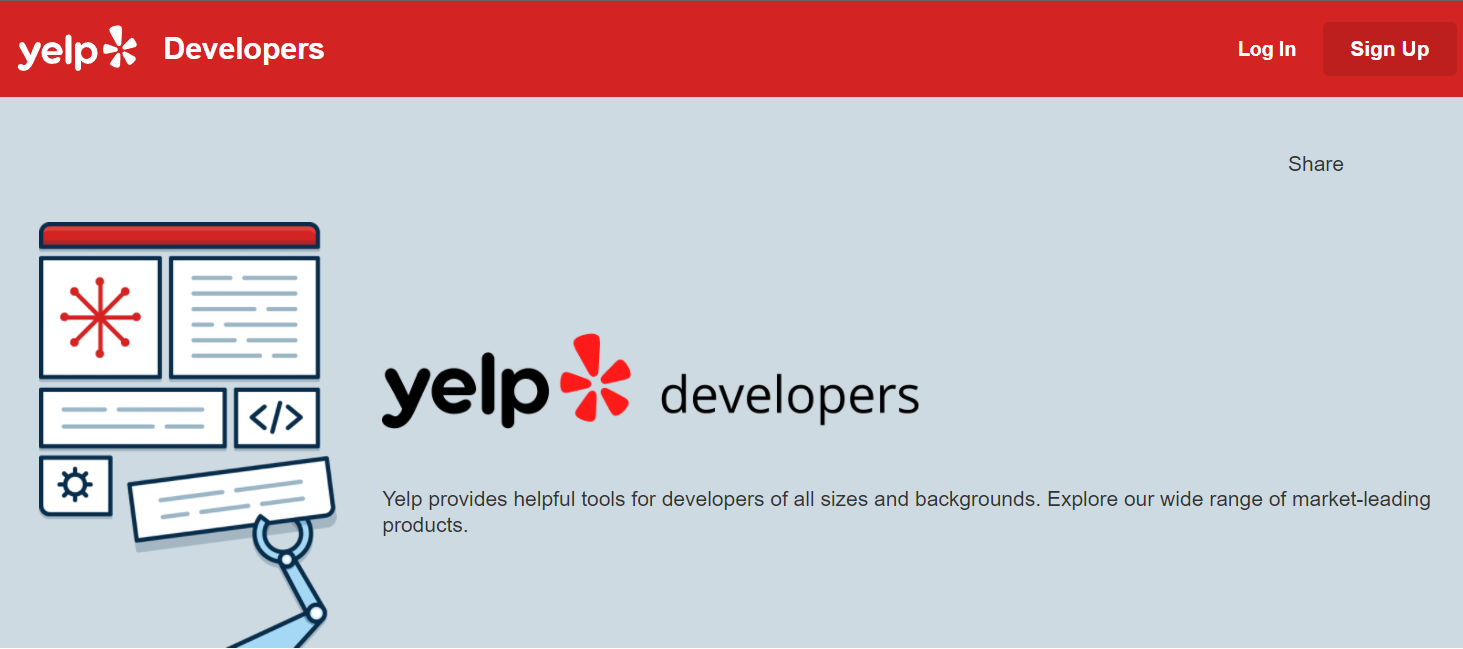 yelp Developers Log In Sign Up
Share
</>
yelp developers
Yelp provides helpful tools for developers of all sizes and backgrounds. Explore our wide range of market-leading
products.